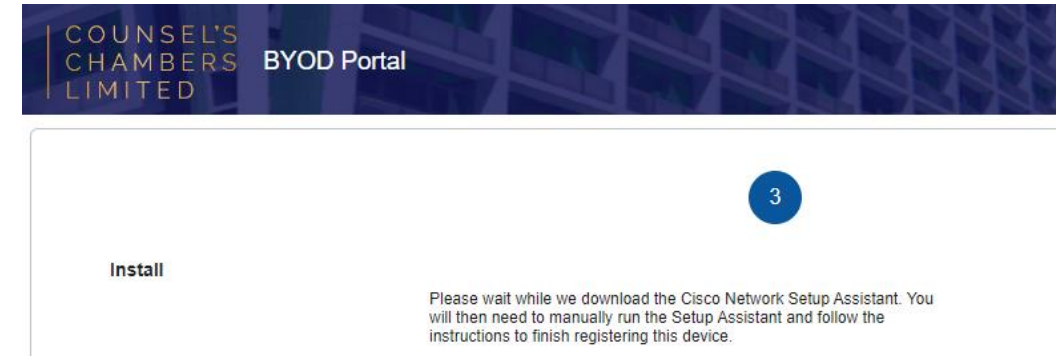 COUNSEL'S
CHAMBERS
LIMITED
BYOD Portal
3
Install
Please wait while we download the Cisco Network Setup Assistant. You
will then need to manually run the Setup Assistant and follow the
instructions to finish registering this device.